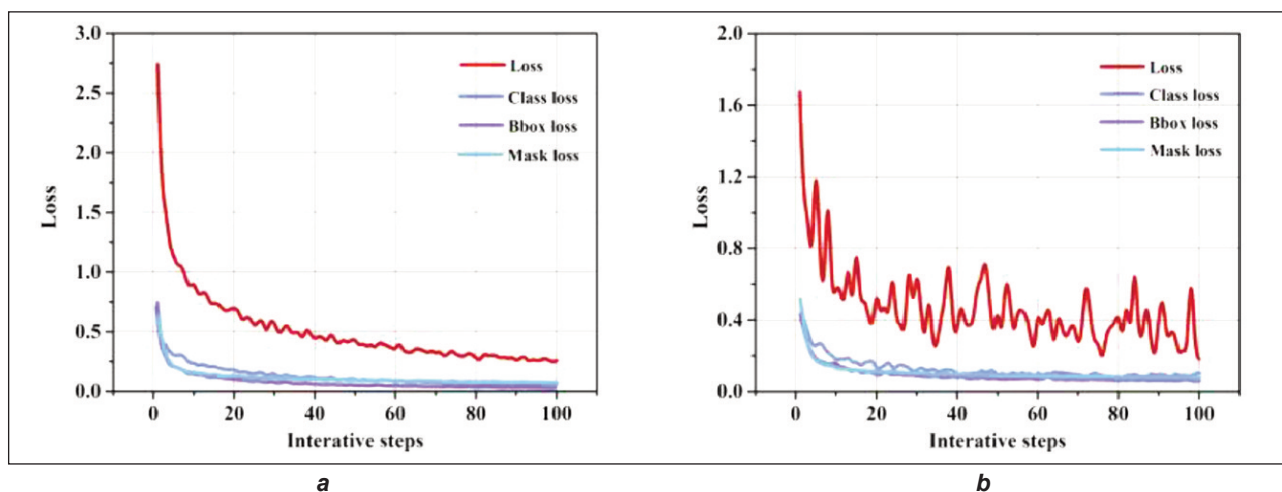 3.0
2.5
2.0
1.5
1.0
0.5
0.0
Loss
0 20 40 60 80 100
Interative steps
Loss
Class loss
Bbox loss
Mask loss
a
2.0
1.6
1.2
0.8
0.4
0.0
Loss
0 20 40 60 80 100
Interative steps
Loss
Class loss
Bbox loss
Mask loss
b